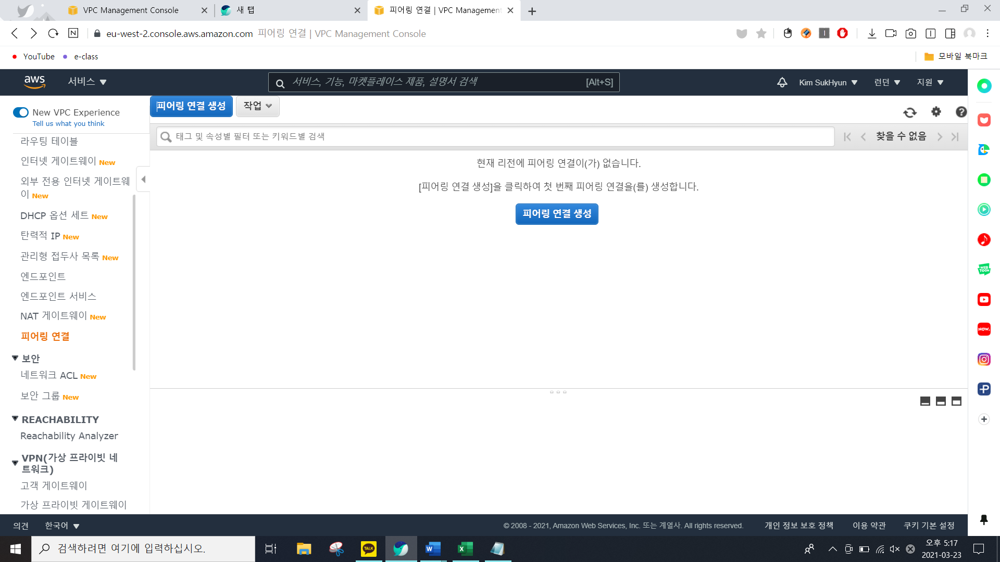 VPC Management Console
새 탭
피어링 연결 | VPC Management
eu-west-2.console.aws.amazon.com 피어링 연결 | VPC Management Console
YouTube
e-class
모바일 북마크
aws
서비스
서비스, 기능, 마켓플레이스 제품, 설명서 검색
[Alt+S]
Kim SukHyun
런던
지원
New VPC Experience
Tell us what you think
라우팅 테이블
인터넷 게이트웨이 New
외부 전용 인터넷 게이트웨
이 New
DHCP 옵션 세트 New
탄력적 IP New
관리형 접두사 목록 New
엔드포인트
엔드포인트 서비스
NAT 게이트웨이 New
피어링 연결
보안
네트워크 ACL New
보안 그룹 New
REACHABILITY
Reachability Analyzer
VPN(가상 프라이빗 네
트워크)
고객 게이트웨이
가상 프라이빗 게이트웨이
피어링 연결 생성
작업
태그 및 속성별 필터 또는 키워드별 검색
찾을 수 없음
현재 리전에 피어링 연결이(가) 없습니다.
[피어링 연결 생성]을 클릭하여 첫 번째 피어링 연결을(를) 생성합니다.
피어링 연결 생성
WEB
TOON
NOW.
의견
한국어
© 2008 - 2021, Amazon Web Services, Inc. 또는 계열사. All rights reserved.
개인 정보 보호 정책
이용 약관
쿠키 기본 설정
검색하려면 여기에 입력하십시오.
TALK
오후 5:17
2021-03-23